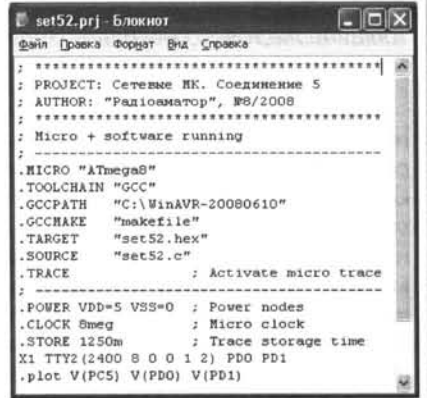 set52.prj - Блокнот
Файл Правка Формат Вид Справка
; ******************************************
; PROJECT: Сетевые МК. Соединение 5
; AUTHOR: "Радіоаматор", №8/2008
; ******************************************
; Micro + software running
; ------------------------------------------
.MICRO "ATmega8"
.TOOLCHAIN "GCC"
.GCCPATH "C:\WinAVR-20080610"
.GCCMAKE "makefile"
.TARGET "set52.hex"
.SOURCE "set52.c"
.TRACE ; Activate micro trace
; ------------------------------------------
.POWER VDD=5 VSS=0 ; Power nodes
.CLOCK 8meg ; Micro clock
.STORE 1250m ; Trace storage time
X1 TTY2(2400 8 0 0 1 2) PD0 PD1
.plot V(PC5) V(PD0) V(PD1)